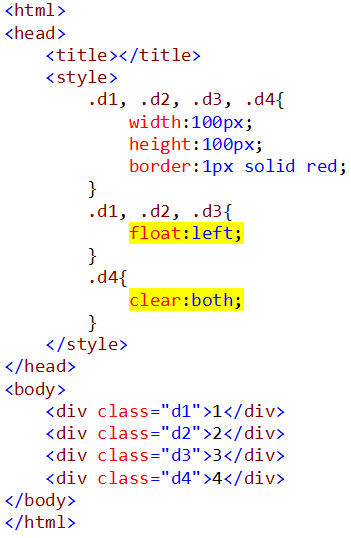 <html>
<head>
    <title></title>
    <style>
        .d1, .d2, .d3, .d4{
            width:100px;
            height:100px;
            border:1px solid red;
        }
        .d1, .d2, .d3{
            float:left;
        }
        .d4{
            clear:both;
        }
    </style>
</head>
<body>
    <div class="d1">1</div>
    <div class="d2">2</div>
    <div class="d3">3</div>
    <div class="d4">4</div>
</body>
</html>